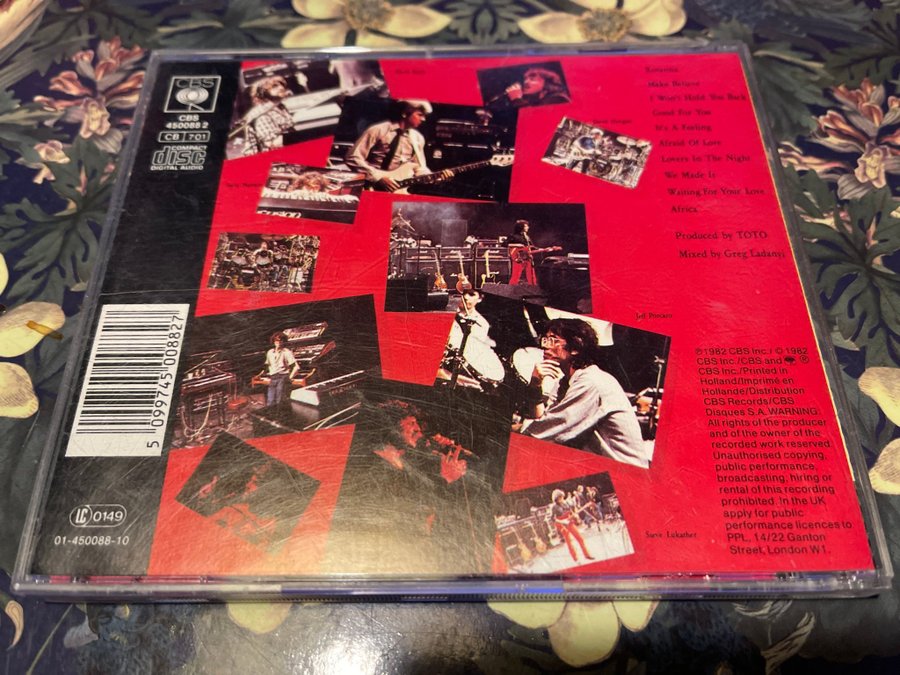 CBS
CBS
450088 2
CB 701
COMPACT
disc
DIGITAL AUDIO
5 099745 008827
LC 0149
01-450088-10
Rosanna
Make Believe
I Won't Hold You Back
Good For You
It's A Feeling
Afraid Of Love
Lovers In The Night
We Made It
Waiting For Your Love
Africa
Produced by TOTO
Mixed by Greg Ladanyi
Jeff Porcaro
Steve Lukather
℗1982 CBS Inc./ © 1982
CBS Inc./CBS and ®
CBS Inc./Printed in
Holland/Imprimé en
Hollande/Distribution
CBS Records/CBS
Disques S.A. WARNING:
All rights of the producer
and of the owner of the
recorded work reserved.
Unauthorised copying,
public performance,
broadcasting, hiring or
rental of this recording
prohibited. In the UK
apply for public
performance licences to
PPL, 14/22 Ganton
Street, London W1.